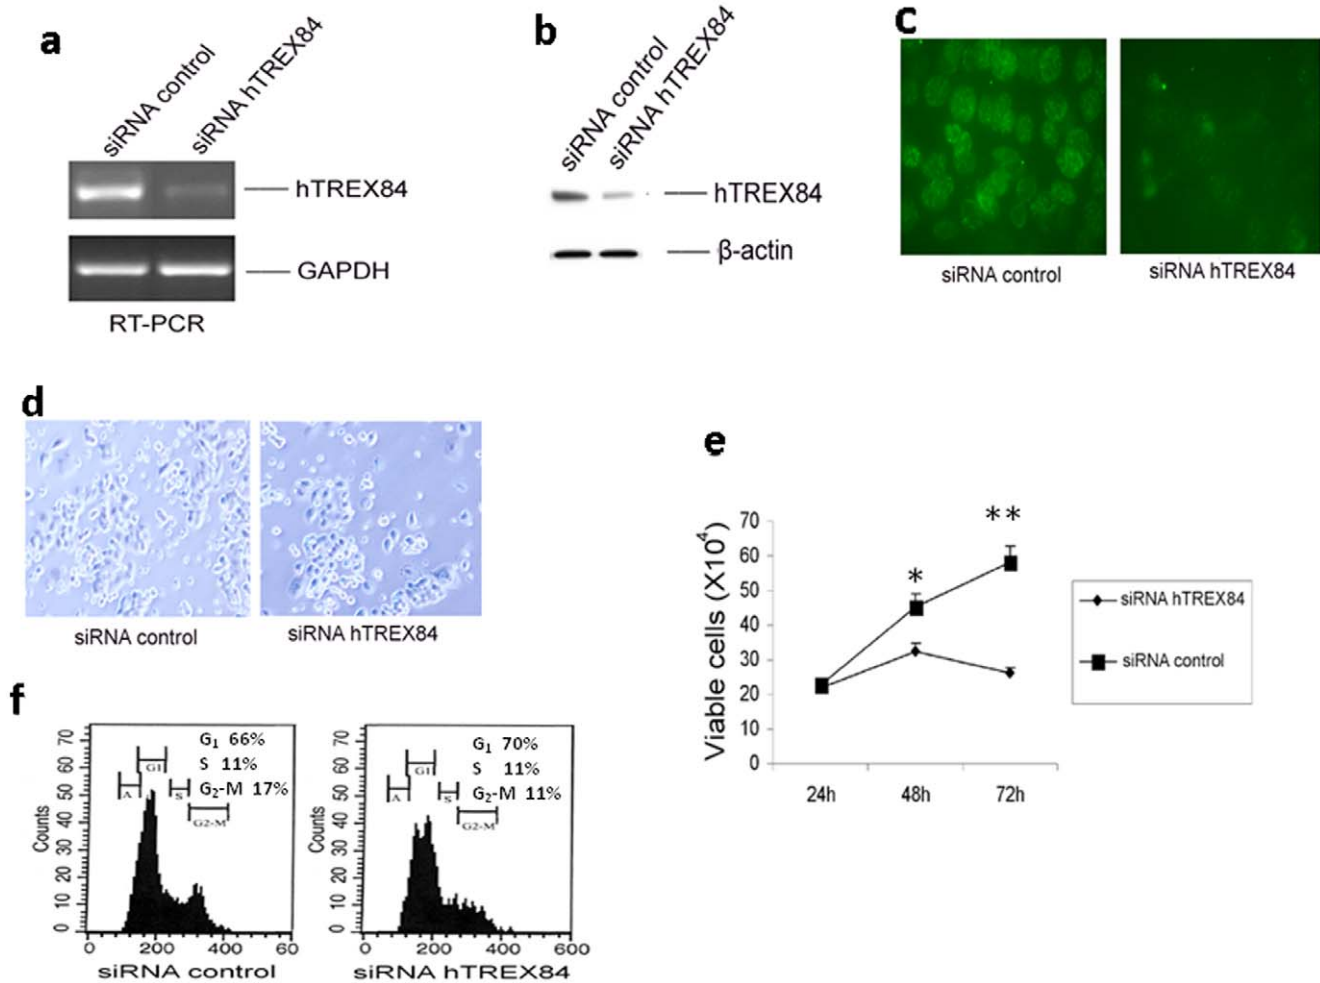 a
siRNA control
siRNA hTREX84
hTREX84
GAPDH
RT-PCR
b
siRNA control
siRNA hTREX84
hTREX84
β-actin
c
siRNA control
siRNA hTREX84
d
siRNA control
siRNA hTREX84
e
Viable cells (X10⁴)
70
60
50
40
30
20
10
0
*
**
24h 48h 72h
siRNA hTREX84
siRNA control
f
Counts
70
60
50
40
30
20
10
0
G₁ 66%
S 11%
G₂-M 17%
A
G1
S
G2-M
0 200 400 60
siRNA control
Counts
70
60
50
40
30
20
10
0
G₁ 70%
S 11%
G₂-M 11%
A
G1
S
G2-M
0 200 400 600
siRNA hTREX84